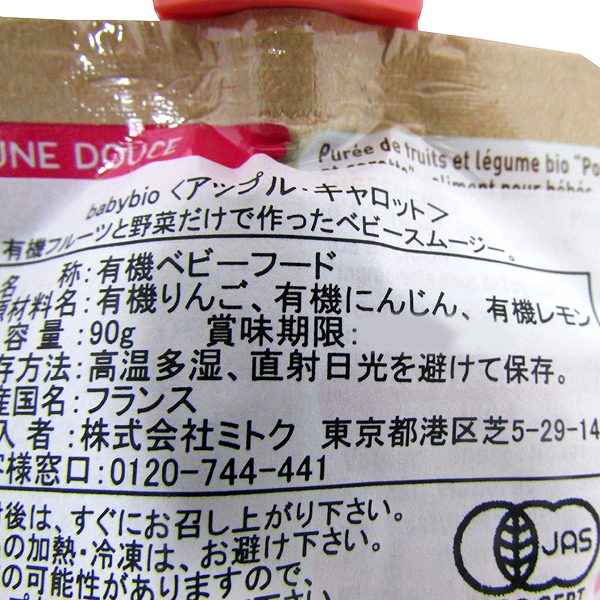 UNE DOUCE
Purée de fruits et légume bio "Po
babybio〈アップル・キャロット〉
有機フルーツと野菜だけで作ったベビースムージー。
名 称:有機ベビーフード
材料名:有機りんご、有機にんじん、有機レモン
容量:90g 賞味期限:
存方法:高温多湿、直射日光を避けて保存。
産国名:フランス
入者:株式会社ミトク 東京都港区芝5-29-14
客様窓口:0120-744-441
後は、すぐにお召し上がり下さい。
の加熱・冷凍は、お避け下さい。
の可能性がありますので、
JAS